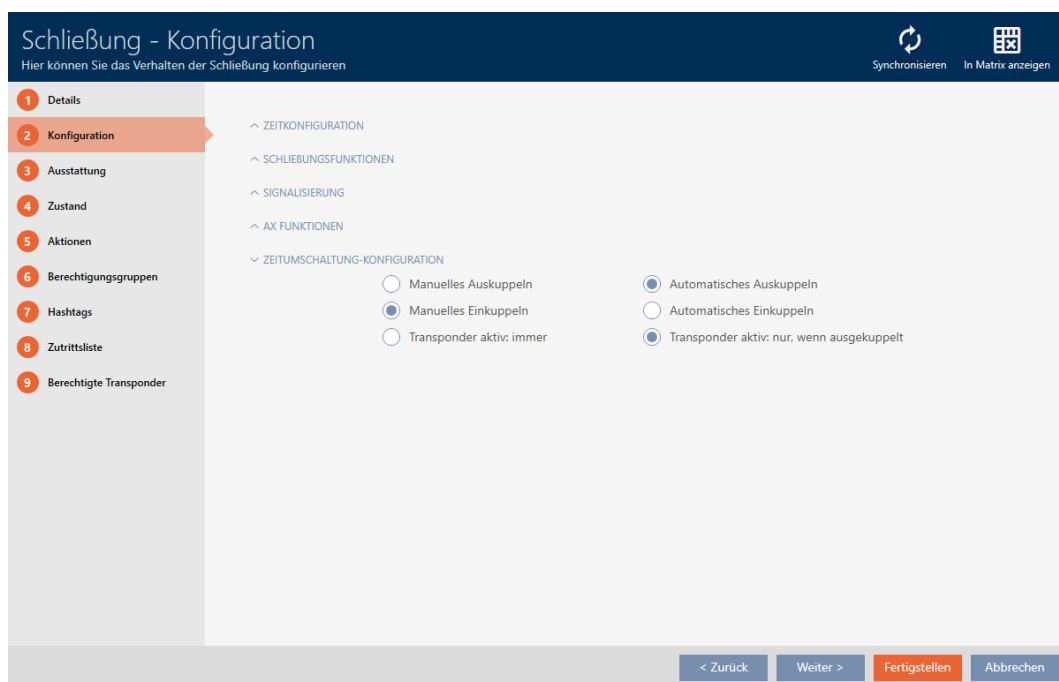 Schließung - Konfiguration
Hier können Sie das Verhalten der Schließung konfigurieren
Synchronisieren
In Matrix anzeigen
1 Details
2 Konfiguration
3 Ausstattung
4 Zustand
5 Aktionen
6 Berechtigungsgruppen
7 Hashtags
8 Zutrittsliste
9 Berechtigte Transponder
ZEITKONFIGURATION
SCHLIEßUNGSFUNKTIONEN
SIGNALISIERUNG
AX FUNKTIONEN
ZEITUMSCHALTUNG-KONFIGURATION
Manuelles Auskuppeln
Automatisches Auskuppeln
Manuelles Einkuppeln
Automatisches Einkuppeln
Transponder aktiv: immer
Transponder aktiv: nur, wenn ausgekuppelt
< Zurück
Weiter >
Fertigstellen
Abbrechen